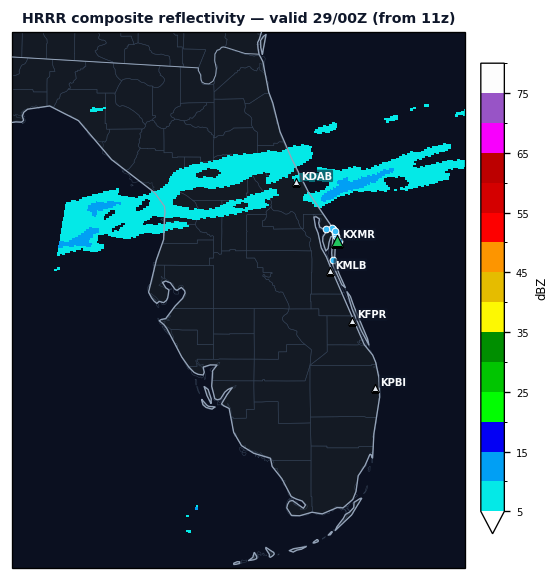 HRRR composite reflectivity — valid 29/00Z (from 11z)
75
65
55
45
35
25
15
5
dBZ
KDAB
KXMR
KMLB
KFPR
KPBI